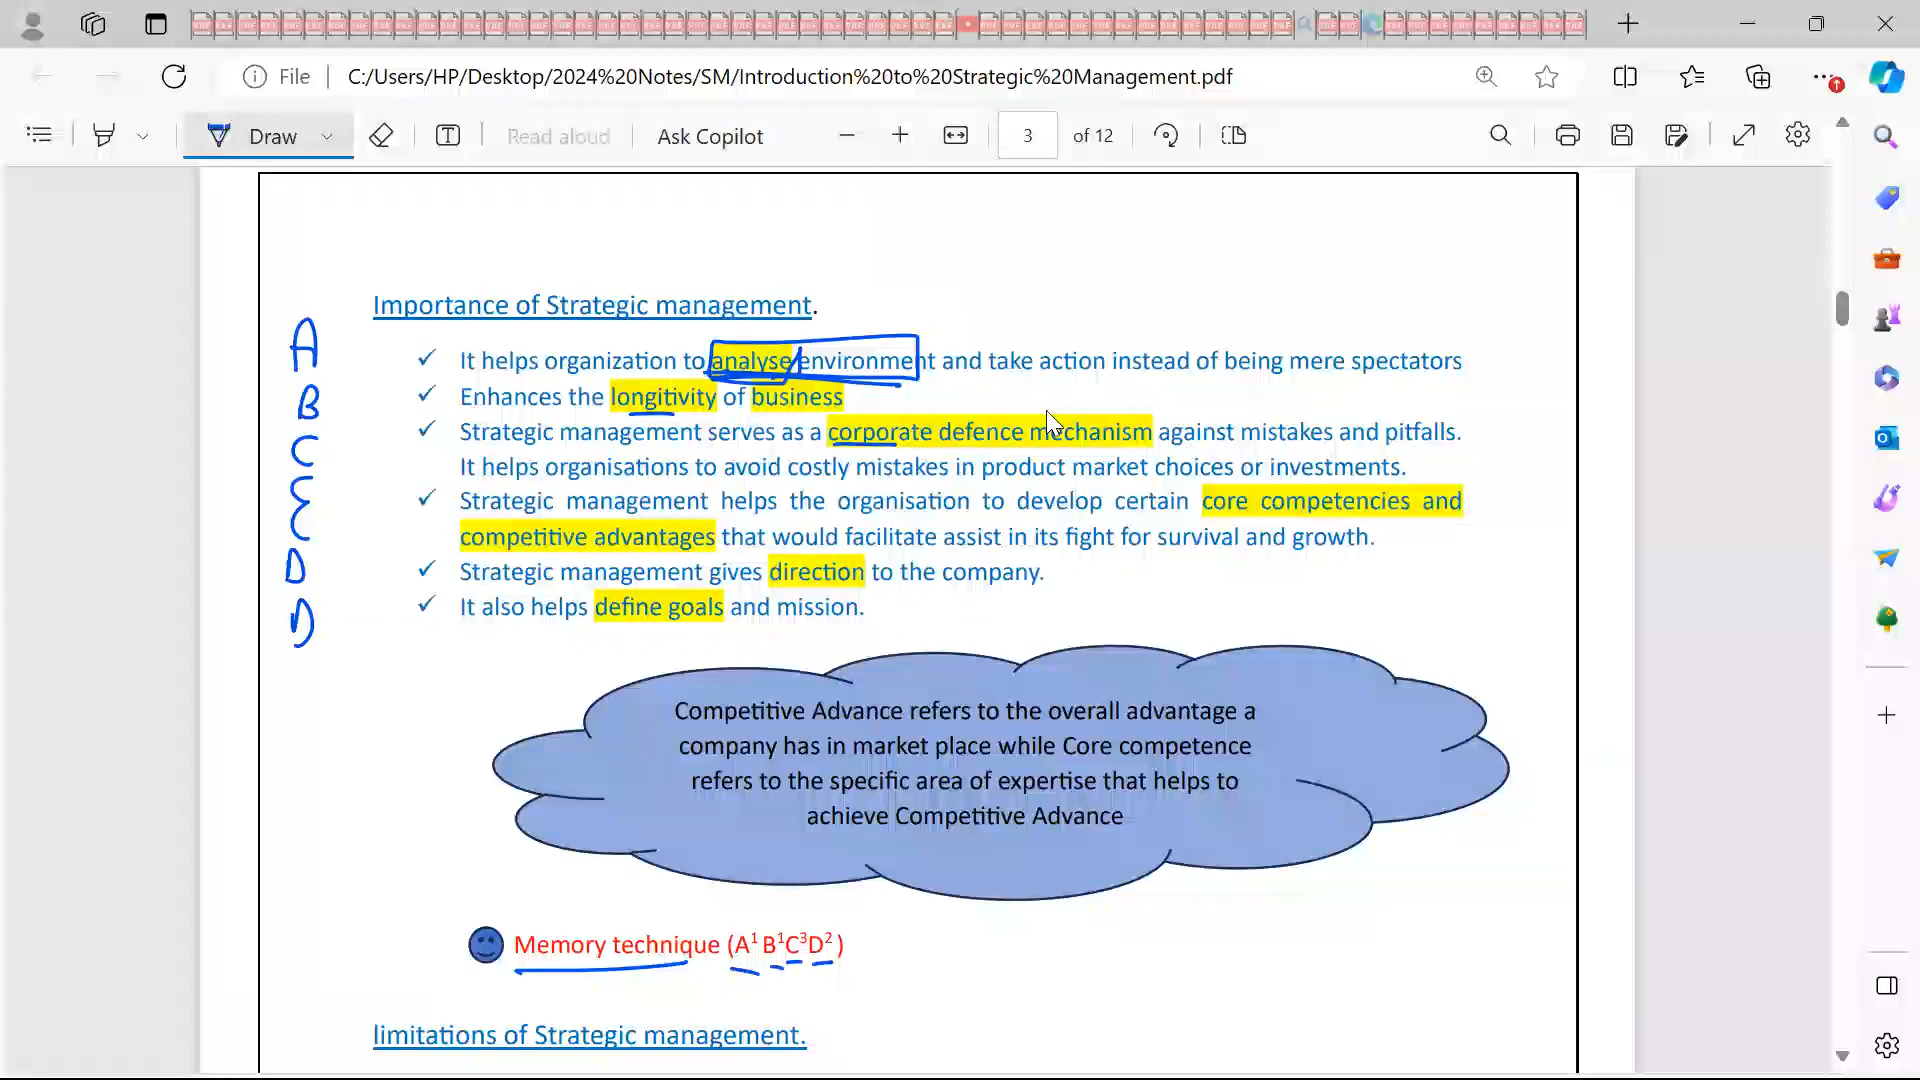 File
C:/Users/HP/Desktop/2024%20Notes/SM/Introduction%20to%20Strategic%20Management.pdf
Draw
Read aloud
Ask Copilot
3 of 12
Importance of Strategic management.
A
✓ It helps organization to analyse environment and take action instead of being mere spectators
B
✓ Enhances the longitivity of business
C
✓ Strategic management serves as a corporate defence mechanism against mistakes and pitfalls.
It helps organisations to avoid costly mistakes in product market choices or investments.
C
C
✓ Strategic management helps the organisation to develop certain core competencies and
competitive advantages that would facilitate assist in its fight for survival and growth.
D
✓ Strategic management gives direction to the company.
D
✓ It also helps define goals and mission.
Competitive Advance refers to the overall advantage a
company has in market place while Core competence
refers to the specific area of expertise that helps to
achieve Competitive Advance
Memory technique (A¹ B¹C³D² )
limitations of Strategic management.